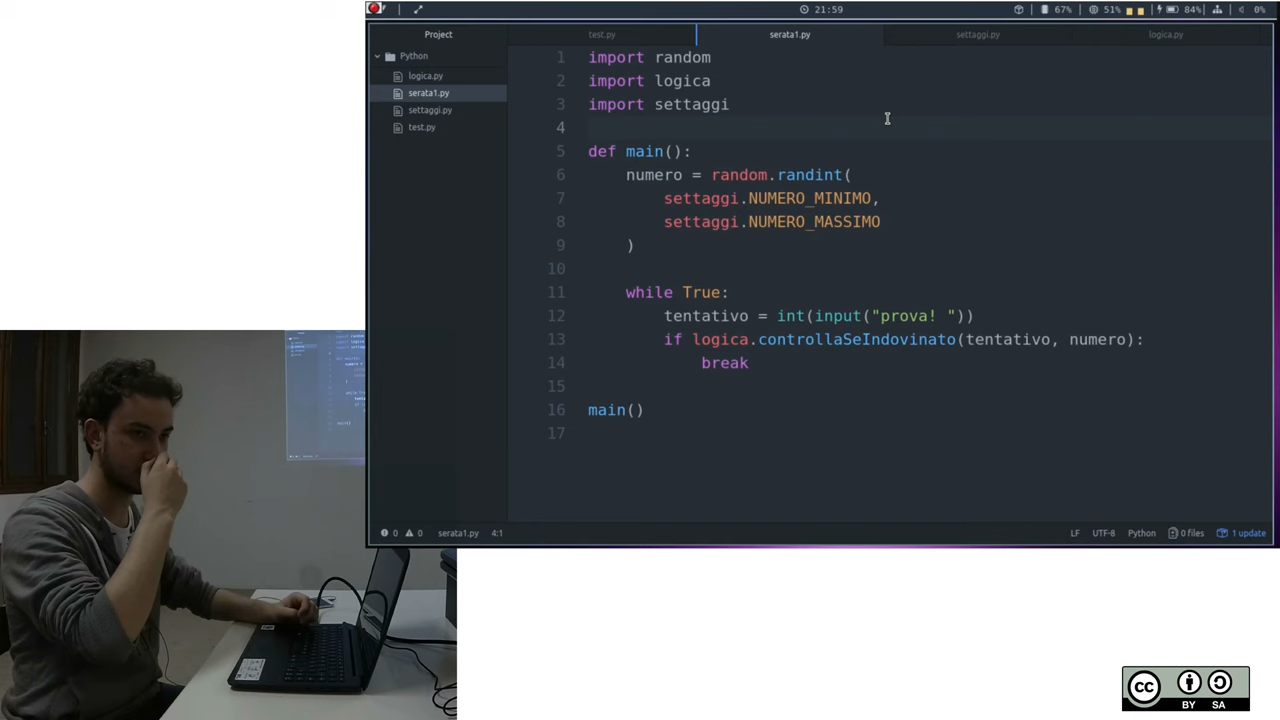 21:59
67%
51%
84%
0%
Project
test.py
serata1.py
settaggi.py
logica.py
Python
logica.py
serata1.py
settaggi.py
test.py
1 import random
2 import logica
3 import settaggi
4
5 def main():
6 numero = random.randint(
7 settaggi.NUMERO_MINIMO,
8 settaggi.NUMERO_MASSIMO
9 )
10
11 while True:
12 tentativo = int(input("prova! "))
13 if logica.controllaSeIndovinato(tentativo, numero):
14 break
15
16 main()
17
0 0 serata1.py 4:1
LF UTF-8 Python 0 files 1 update
cc
BY SA